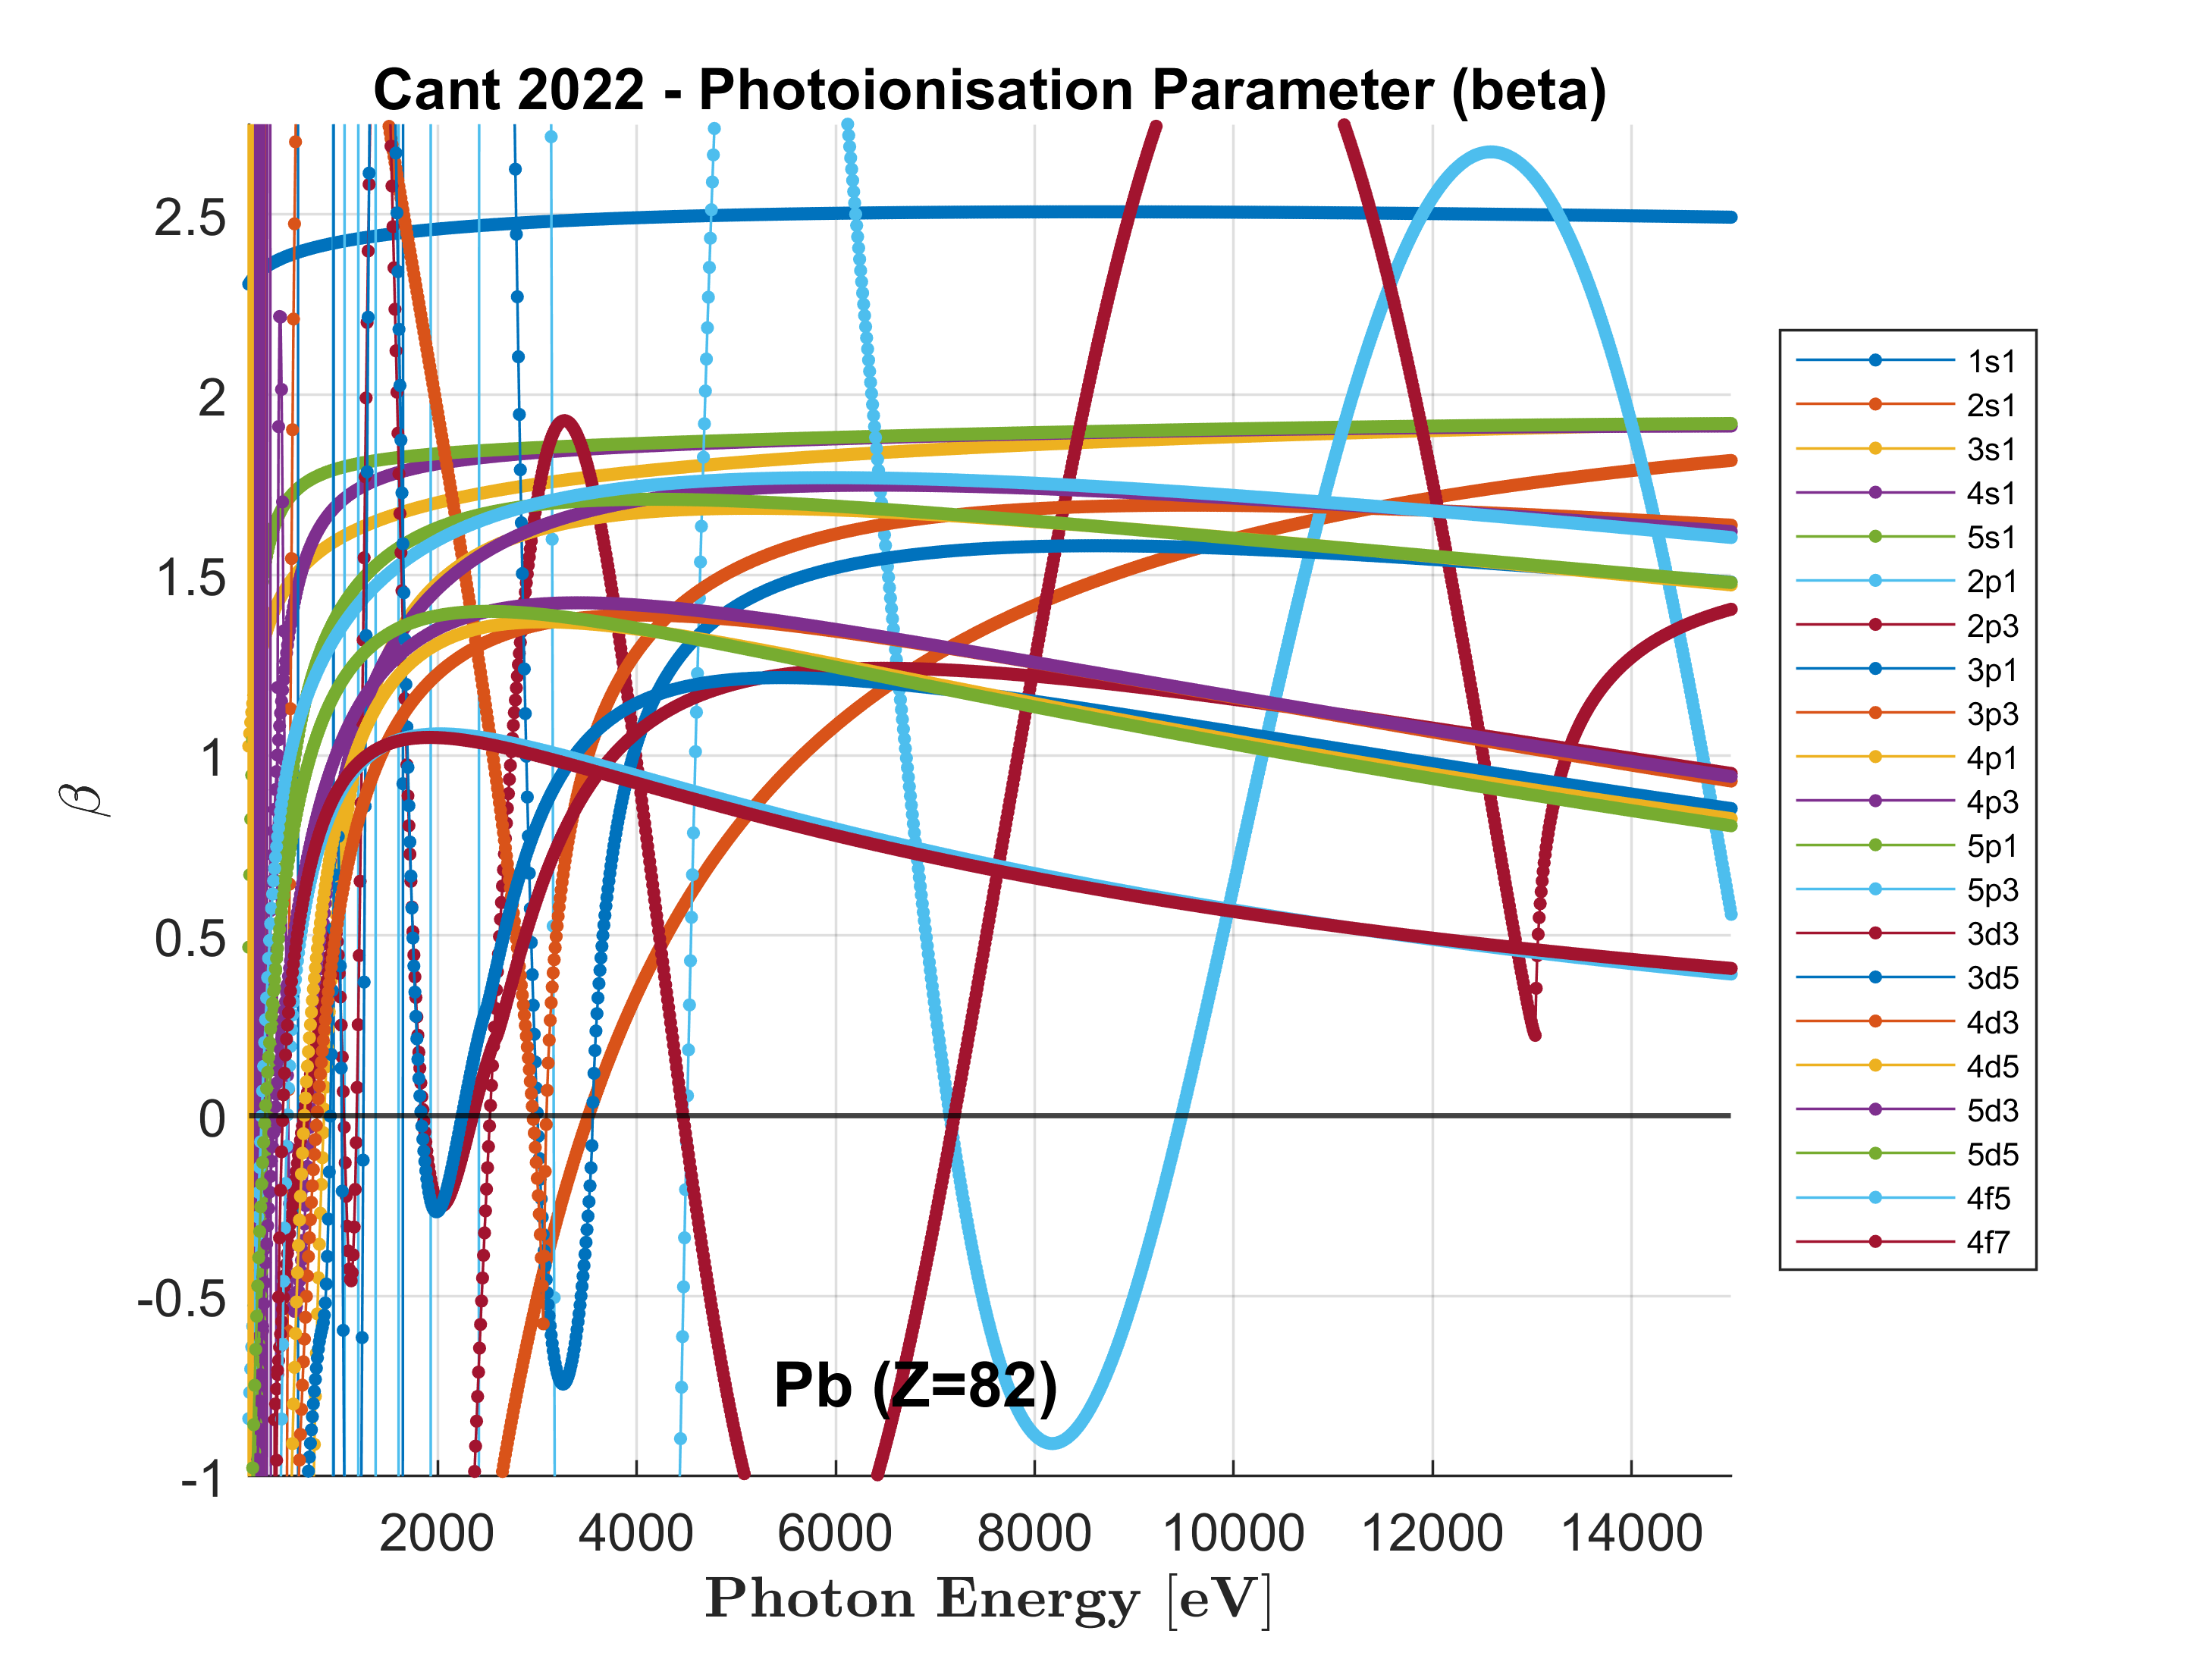 Cant 2022 - Photoionisation Parameter (beta)
2.5
2
1.5
1
0.5
0
-0.5
-1
β
Pb (Z=82)
2000 4000 6000 8000 10000 12000 14000
Photon Energy [eV]
1s1
2s1
3s1
4s1
5s1
2p1
2p3
3p1
3p3
4p1
4p3
5p1
5p3
3d3
3d5
4d3
4d5
5d3
5d5
4f5
4f7